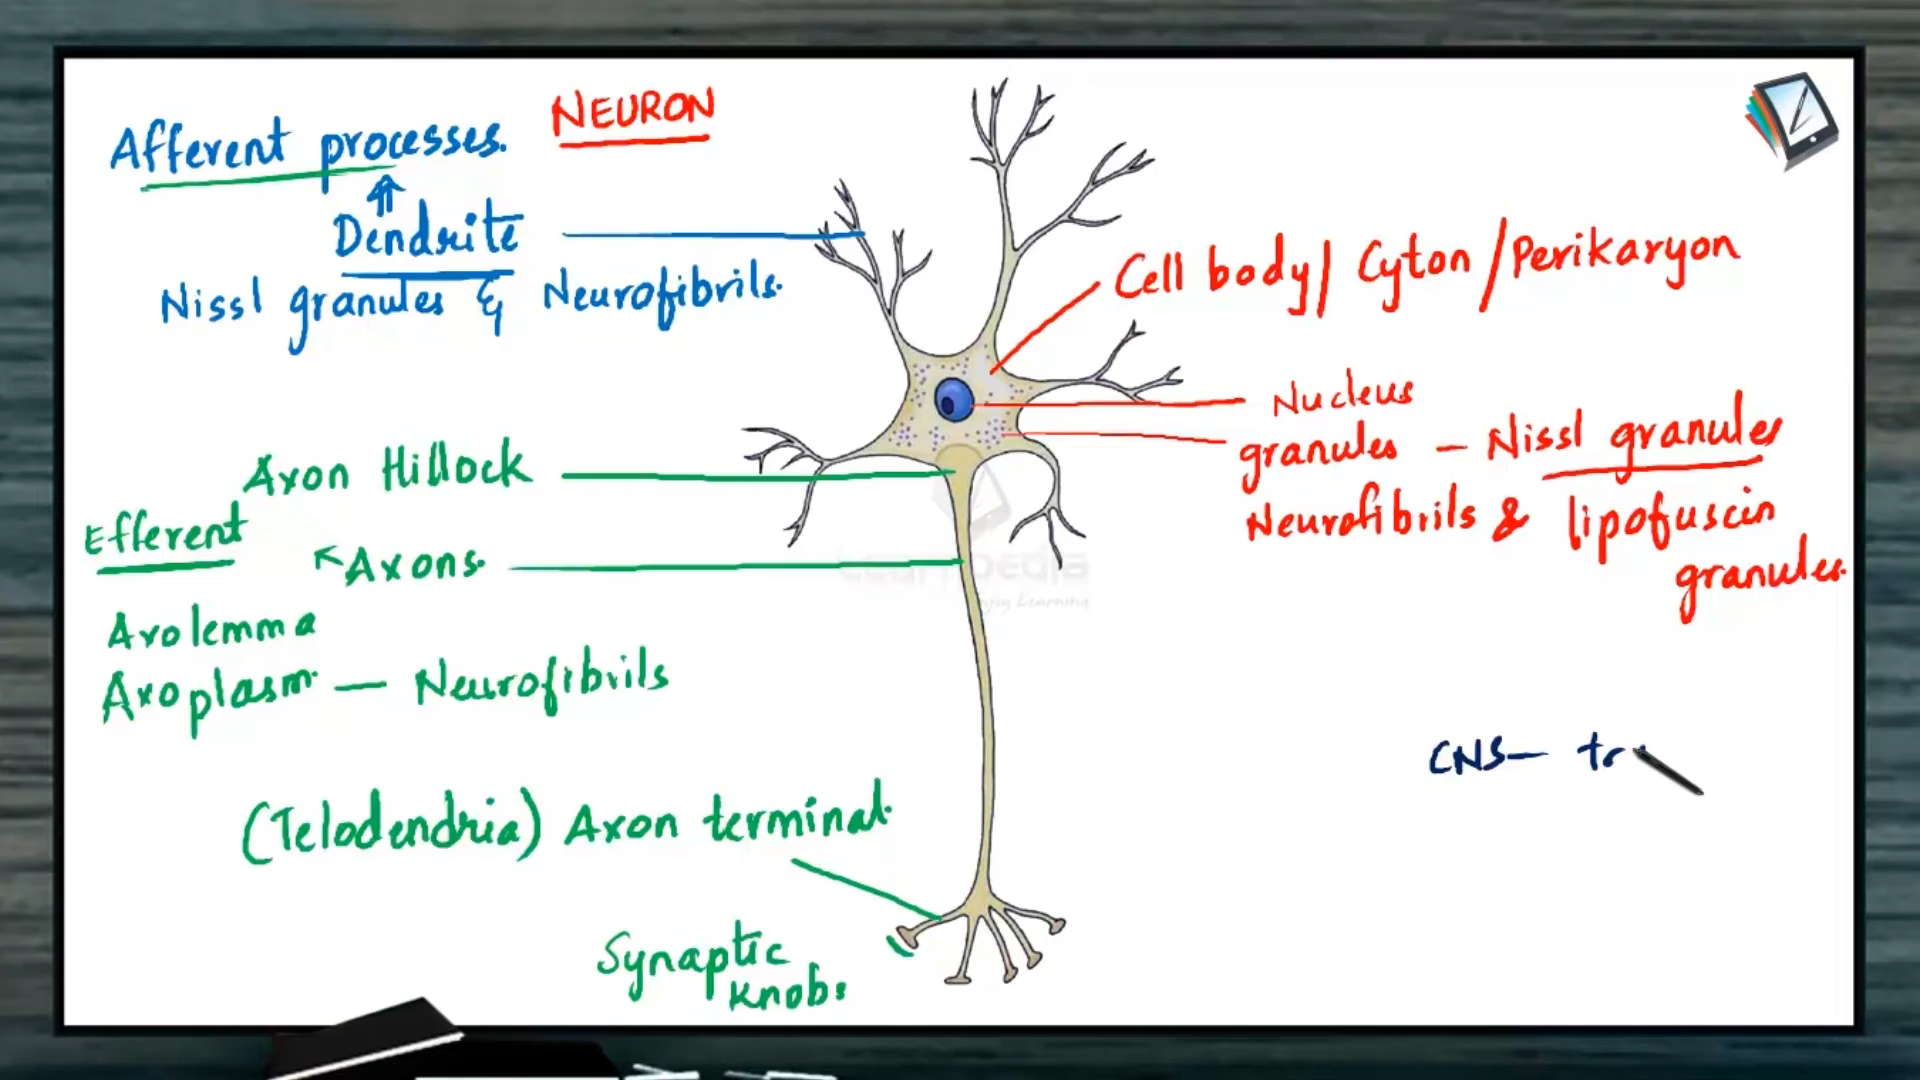 NEURON
Afferent processes.
Dendrite
Nissl granules & Neurofibrils.
Cell body/ Cyton /Perikaryon
Nucleus
granules — Nissl granules
Neurofibrils & lipofuscin
granules.
Axon Hillock
Efferent
Axons.
Axolemma
Axoplasm — Neurofibrils
CNS— tr
(Telodendria) Axon terminal.
Synaptic
knobs